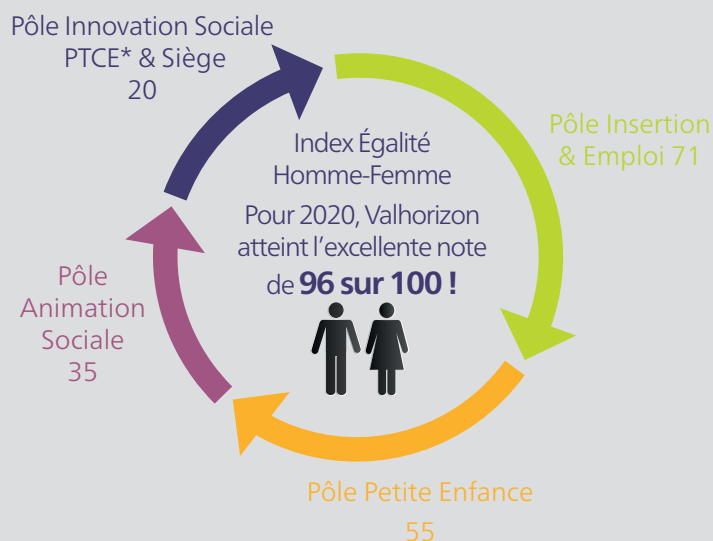 Pôle Innovation Sociale
PTCE* & Siège
20
Pôle Insertion
& Emploi 71
Index Égalité
Homme-Femme
Pour 2020, Valhorizon
atteint l’excellente note
de 96 sur 100 !
Pôle
Animation
Sociale
35
Pôle Petite Enfance
55